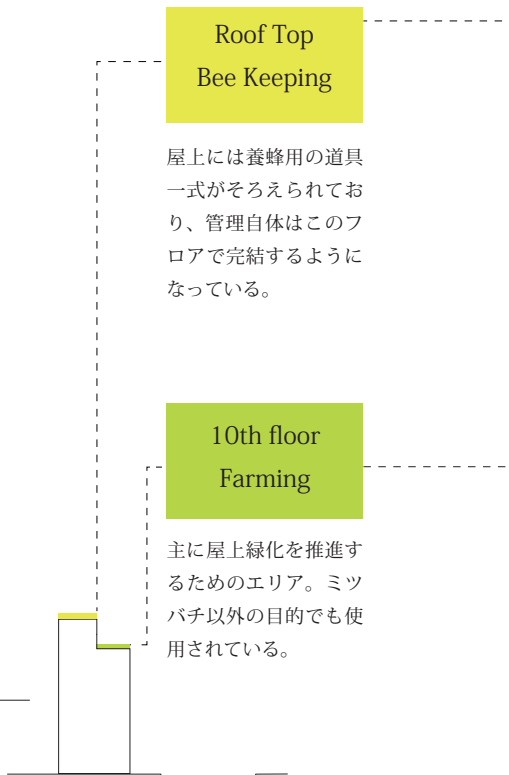 Roof Top
Bee Keeping
屋上には養蜂用の道具
一式がそろえられてお
り、管理自体はこのフ
ロアで完結するように
なっている。
10th floor
Farming
主に屋上緑化を推進す
るためのエリア。ミツ
バチ以外の目的でも使
用されている。